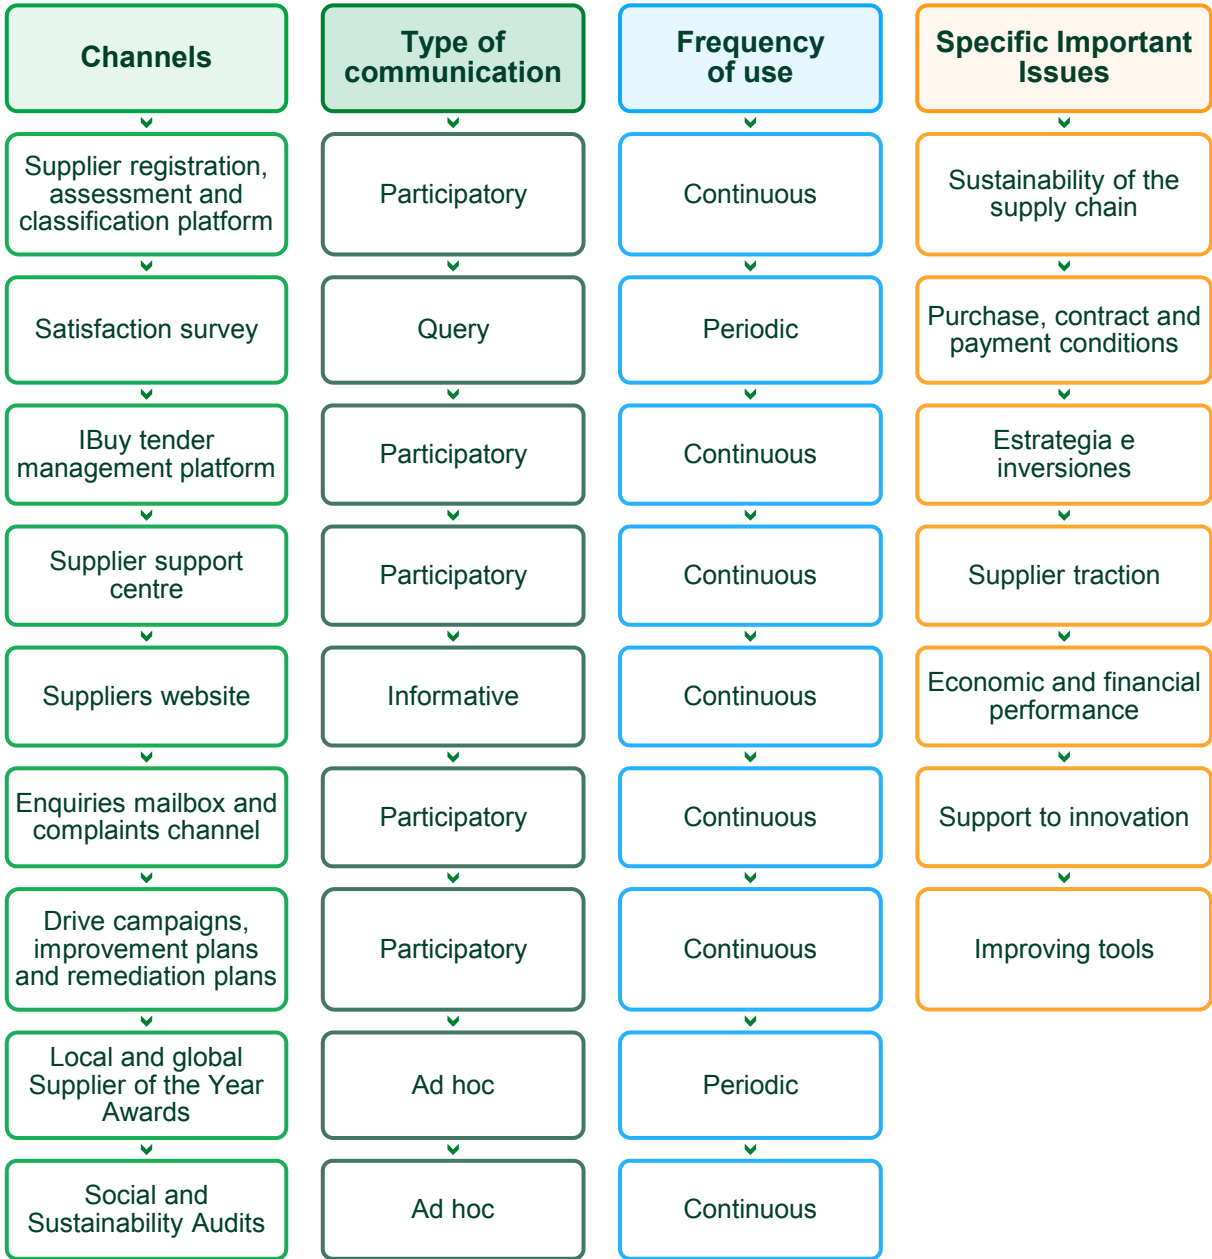 Channels
Type of
communication
Frequency
of use
Specific Important
Issues
Supplier registration,
assessment and
classification platform
Participatory
Continuous
Sustainability of the
supply chain
Satisfaction survey
Query
Periodic
Purchase, contract and
payment conditions
IBuy tender
management platform
Participatory
Continuous
Estrategia e
inversiones
Supplier support
centre
Participatory
Continuous
Supplier traction
Suppliers website
Informative
Continuous
Economic and financial
performance
Enquiries mailbox and
complaints channel
Participatory
Continuous
Support to innovation
Drive campaigns,
improvement plans
and remediation plans
Participatory
Continuous
Improving tools
Local and global
Supplier of the Year
Awards
Ad hoc
Periodic
Social and
Sustainability Audits
Ad hoc
Continuous